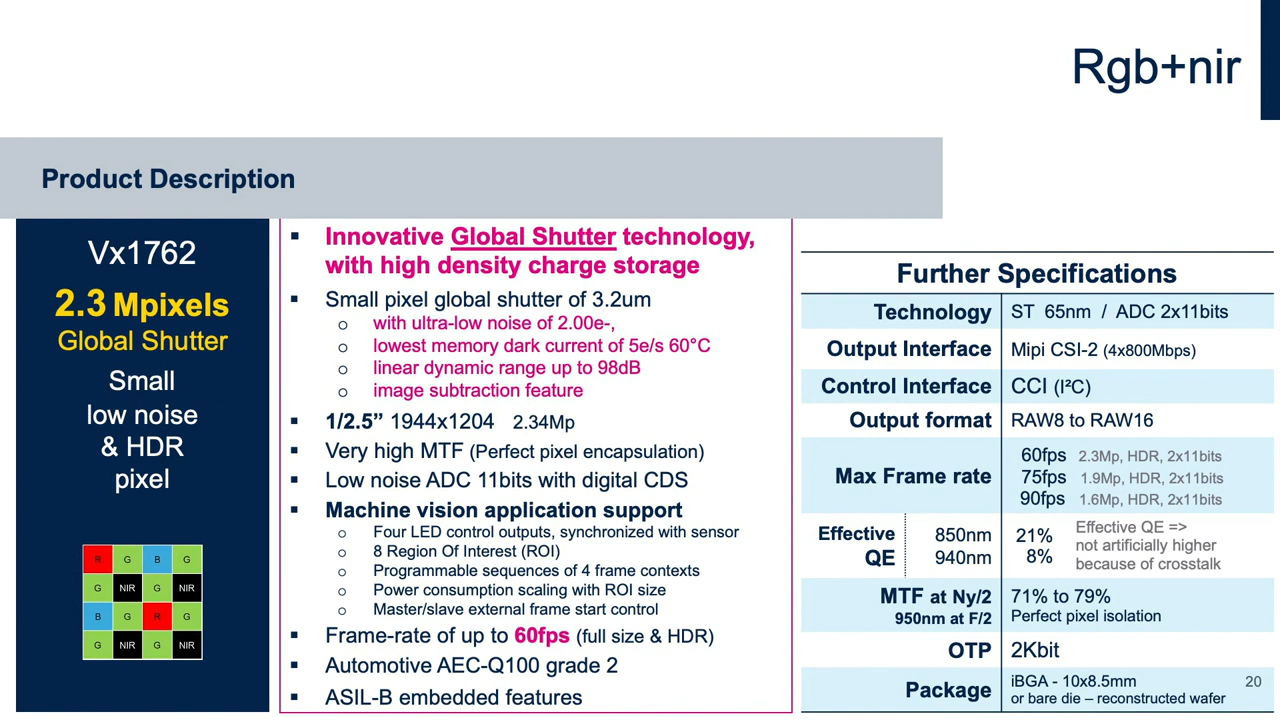 Rgb+nir
Product Description
Vx1762
2.3 Mpixels
Global Shutter
Small
low noise
& HDR
pixel
R G B G
G NIR G NIR
B G R G
G NIR G NIR
▪ Innovative Global Shutter technology,
with high density charge storage
▪ Small pixel global shutter of 3.2um
o with ultra-low noise of 2.00e-,
o lowest memory dark current of 5e/s 60°C
o linear dynamic range up to 98dB
o image subtraction feature
▪ 1/2.5” 1944x1204 2.34Mp
▪ Very high MTF (Perfect pixel encapsulation)
▪ Low noise ADC 11bits with digital CDS
▪ Machine vision application support
o Four LED control outputs, synchronized with sensor
o 8 Region Of Interest (ROI)
o Programmable sequences of 4 frame contexts
o Power consumption scaling with ROI size
o Master/slave external frame start control
▪ Frame-rate of up to 60fps (full size & HDR)
▪ Automotive AEC-Q100 grade 2
▪ ASIL-B embedded features
Further Specifications
Technology ST 65nm / ADC 2x11bits
Output Interface Mipi CSI-2 (4x800Mbps)
Control Interface CCI (I²C)
Output format RAW8 to RAW16
Max Frame rate
60fps 2.3Mp, HDR, 2x11bits
75fps 1.9Mp, HDR, 2x11bits
90fps 1.6Mp, HDR, 2x11bits
Effective QE
850nm 21%
940nm 8%
Effective QE =>
not artificially higher
because of crosstalk
MTF at Ny/2 71% to 79%
950nm at F/2 Perfect pixel isolation
OTP 2Kbit
Package iBGA - 10x8.5mm
or bare die – reconstructed wafer
20